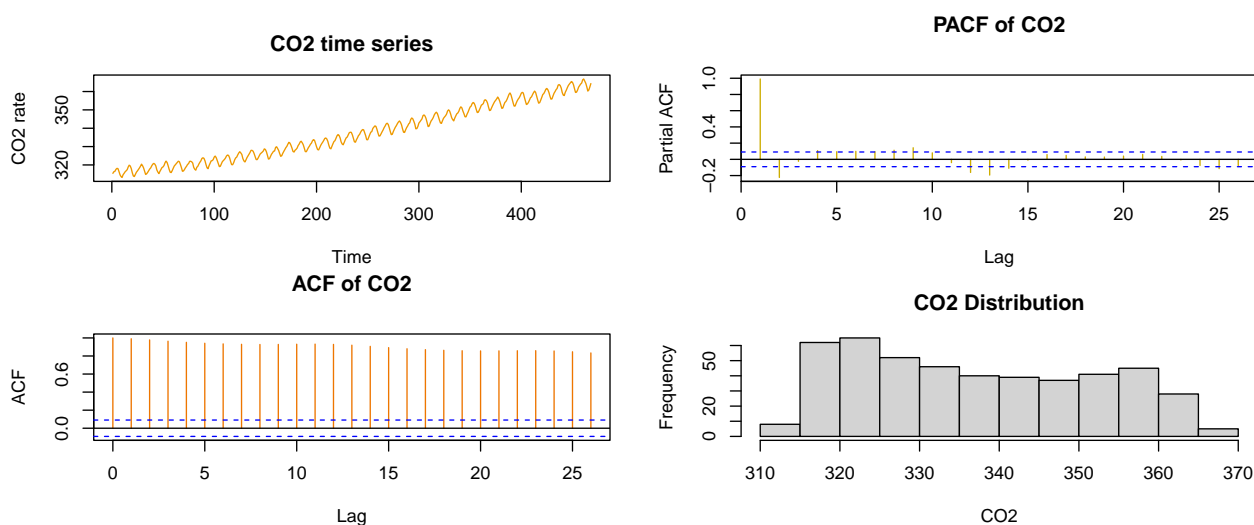 CO2 time series
CO2 rate
320
350
0
100
200
300
400
Time
PACF of CO2
Partial ACF
−0.2
0.4
1.0
0
5
10
15
20
25
Lag
ACF of CO2
ACF
0.0
0.6
0
5
10
15
20
25
Lag
CO2 Distribution
Frequency
0
20
50
310
320
330
340
350
360
370
CO2